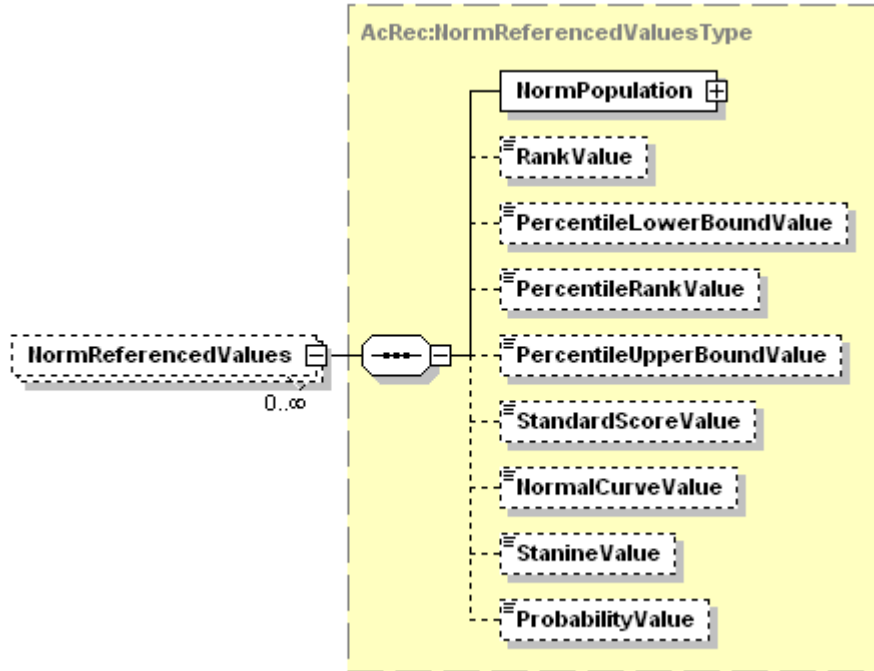 AcRec:NormReferencedValuesType
NormPopulation
RankValue
PercentileLowerBoundValue
PercentileRankValue
NormReferencedValues
0..∞
PercentileUpperBoundValue
StandardScoreValue
NormalCurveValue
StanineValue
ProbabilityValue